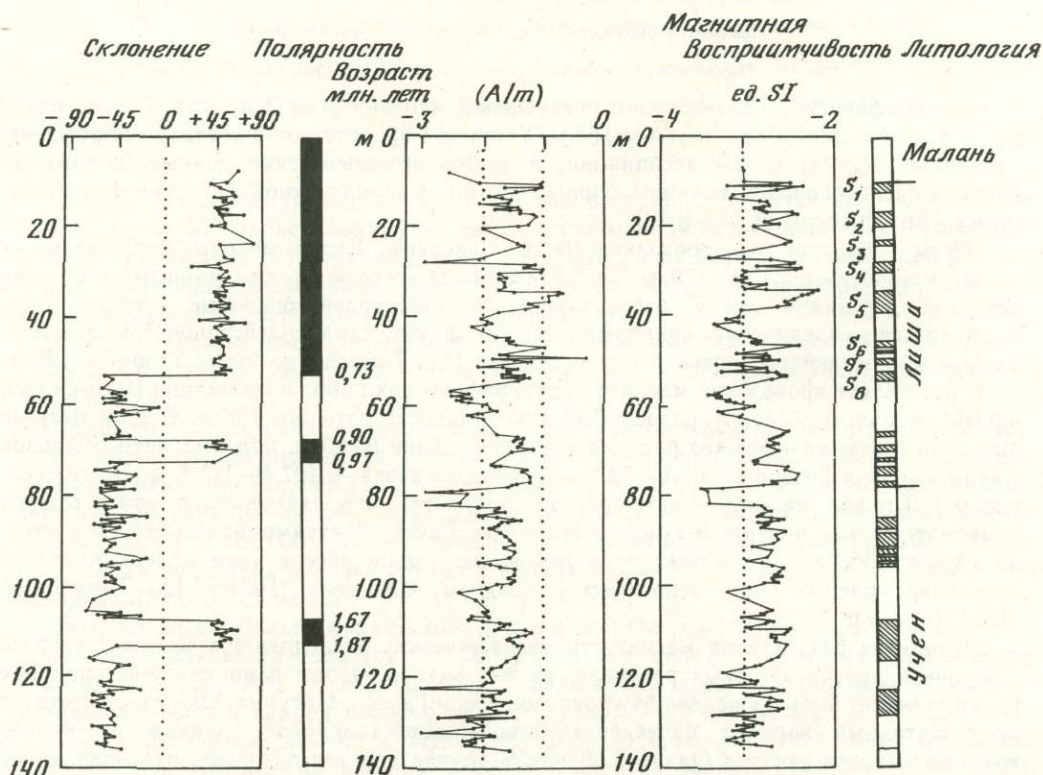 Магнитная
Склонение Полярность Восприимчивость Литология
Возраст
млн. лет (А/m) ед. SI
-90 -45 0 +45 +90 -3 0 -4 -2
м 0 м 0 м 0 Малань
S1
20 20 20 S2
S3
S4
S5
40 40 40 Лиши
S6
S7
0,73 S8
60 60 60
0,90
0,97
80 80 80
100 100 100
1,67
1,87
Учен
120 120 120
140 140